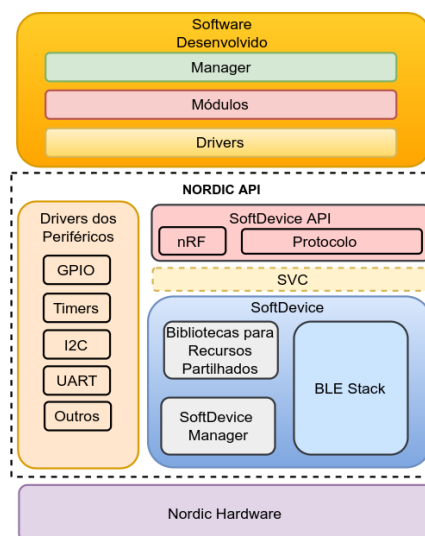 Software
Desenvolvido
Manager
Módulos
Drivers
NORDIC API
Drivers dos
Periféricos
GPIO
Timers
I2C
UART
Outros
SoftDevice API
nRF
Protocolo
SVC
SoftDevice
Bibliotecas para
Recursos
Partilhados
SoftDevice
Manager
BLE Stack
Nordic Hardware